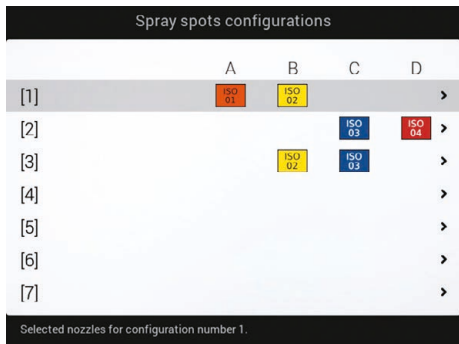 Spray spots configurations
A B C D
[1] ISO 01 ISO 02 >
[2] ISO 03 ISO 04 >
[3] ISO 02 ISO 03 >
[4] >
[5] >
[6] >
[7] >
Selected nozzles for configuration number 1.